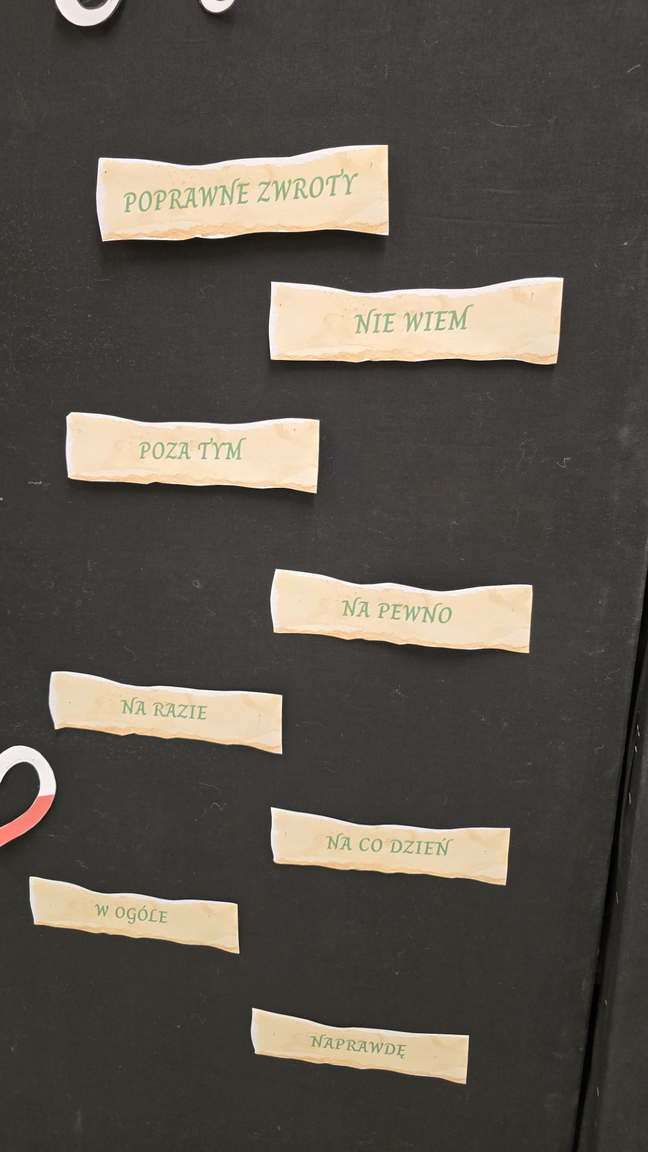 POPRAWNE ZWROTY
NIE WIEM
POZA TYM
NA PEWNO
NA RAZIE
NA CO DZIEŃ
W OGÓLE
NAPRAWDĘ